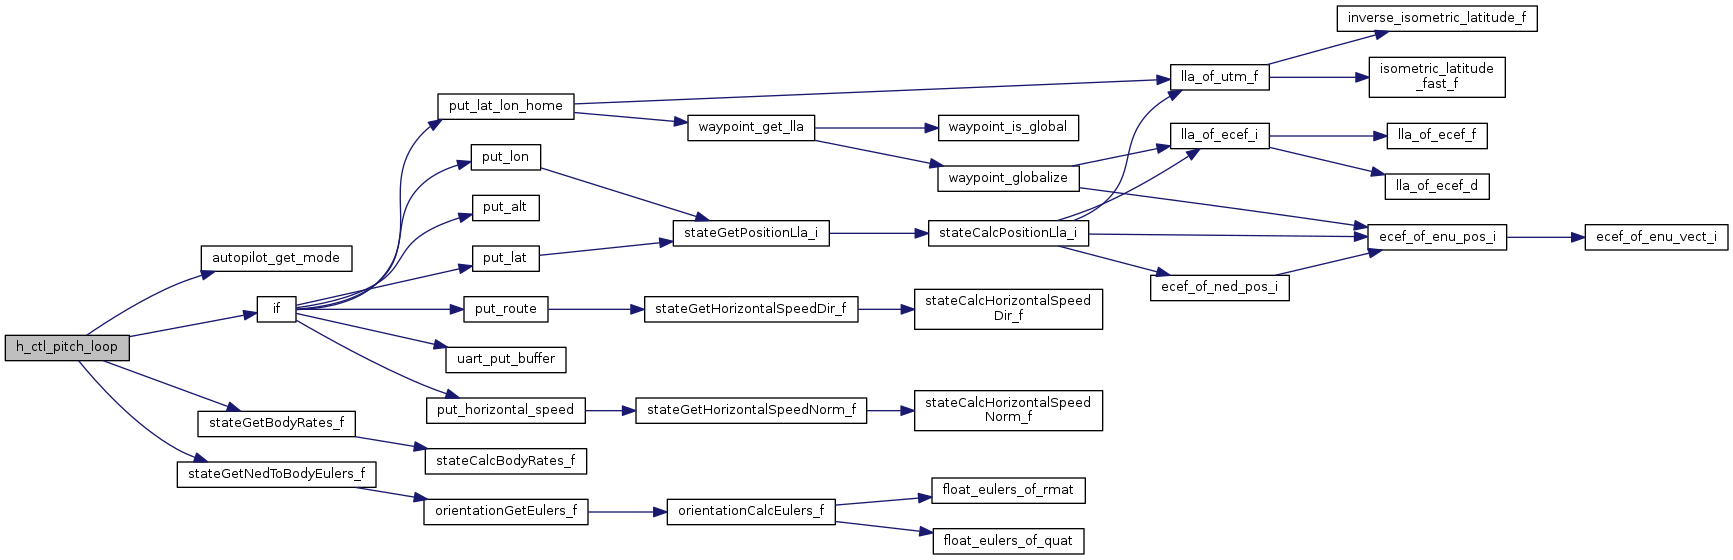 inverse_isometric_latitude_f
isometric_latitude
_fast_f
lla_of_utm_f
put_lat_lon_home
waypoint_get_lla
waypoint_is_global
lla_of_ecef_i
lla_of_ecef_f
put_lon
waypoint_globalize
lla_of_ecef_d
put_alt
stateGetPositionLla_i
stateCalcPositionLla_i
ecef_of_enu_pos_i
ecef_of_enu_vect_i
autopilot_get_mode
put_lat
ecef_of_ned_pos_i
if
put_route
stateGetHorizontalSpeedDir_f
stateCalcHorizontalSpeed
Dir_f
h_ctl_pitch_loop
uart_put_buffer
put_horizontal_speed
stateGetHorizontalSpeedNorm_f
stateCalcHorizontalSpeed
Norm_f
stateGetBodyRates_f
stateCalcBodyRates_f
stateGetNedToBodyEulers_f
orientationGetEulers_f
orientationCalcEulers_f
float_eulers_of_rmat
float_eulers_of_quat